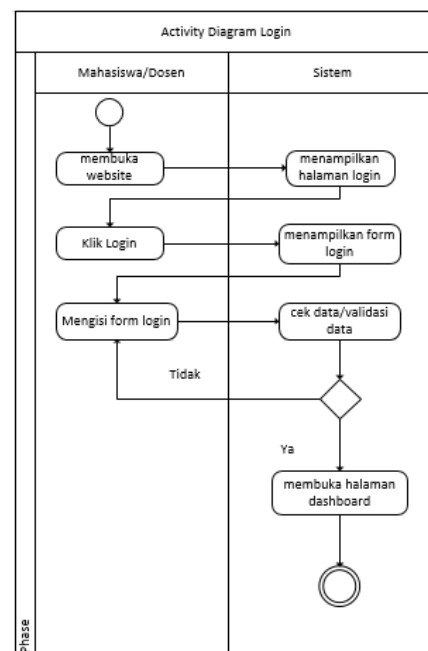 Activity Diagram Login
Mahasiswa/Dosen
Sistem
membuka
website
menampilkan
halaman login
Klik Login
menampilkan form
login
Mengisi form login
cek data/validasi
data
Tidak
Ya
membuka halaman
dashboard
Phase